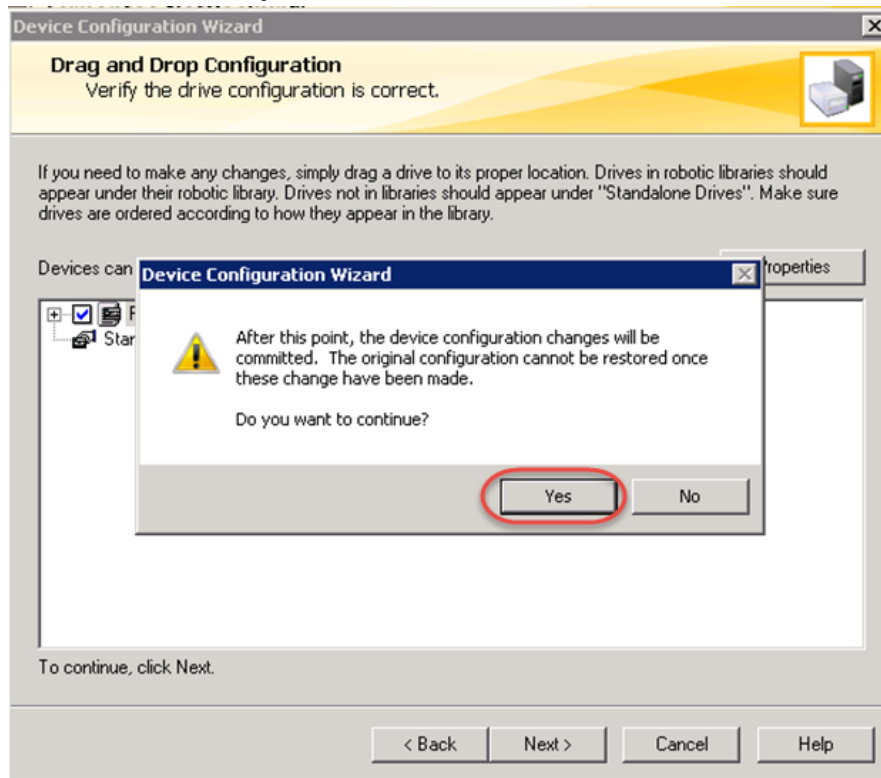 Device Configuration Wizard
Drag and Drop Configuration
Verify the drive configuration is correct.
If you need to make any changes, simply drag a drive to its proper location. Drives in robotic libraries should
appear under their robotic library. Drives not in libraries should appear under "Standalone Drives". Make sure
drives are ordered according to how they appear in the library.
Devices can
Device Configuration Wizard
After this point, the device configuration changes will be
committed. The original configuration cannot be restored once
these change have been made.
Do you want to continue?
Yes No
To continue, click Next.
< Back Next > Cancel Help